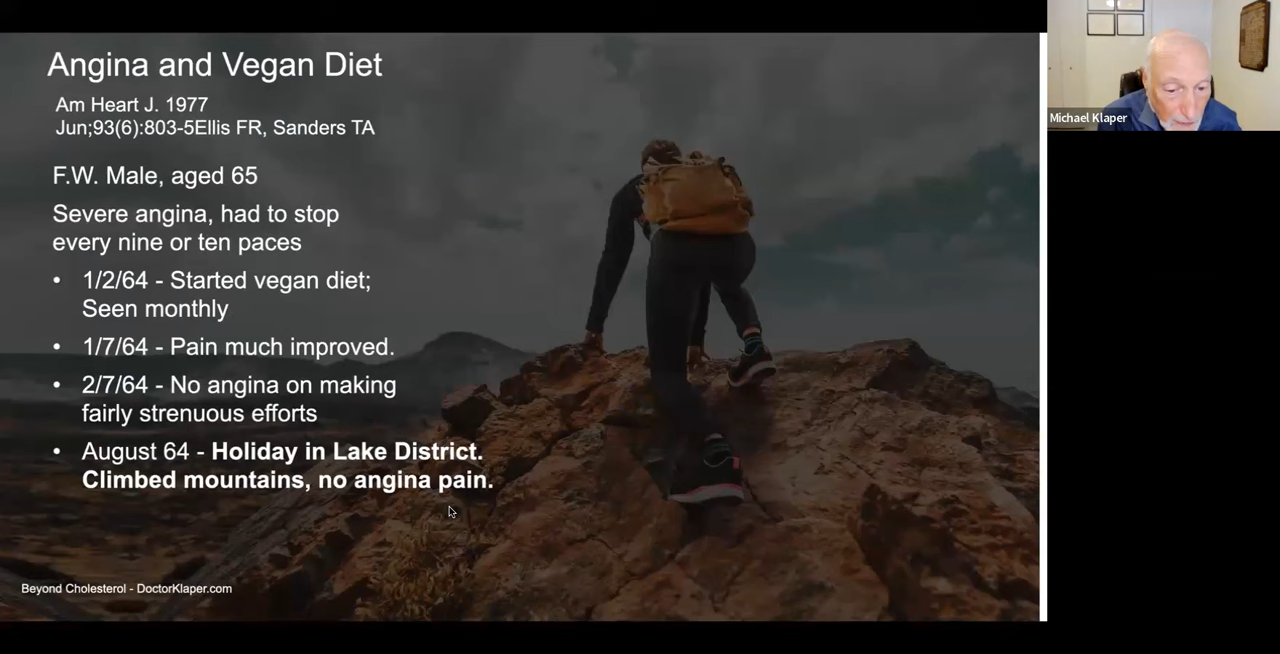 Angina and Vegan Diet
Am Heart J. 1977
Jun;93(6):803-5Ellis FR, Sanders TA
F.W. Male, aged 65
Severe angina, had to stop
every nine or ten paces
• 1/2/64 - Started vegan diet;
Seen monthly
• 1/7/64 - Pain much improved.
• 2/7/64 - No angina on making
fairly strenuous efforts
• August 64 - Holiday in Lake District.
Climbed mountains, no angina pain.
Beyond Cholesterol - DoctorKlaper.com
Michael Klaper